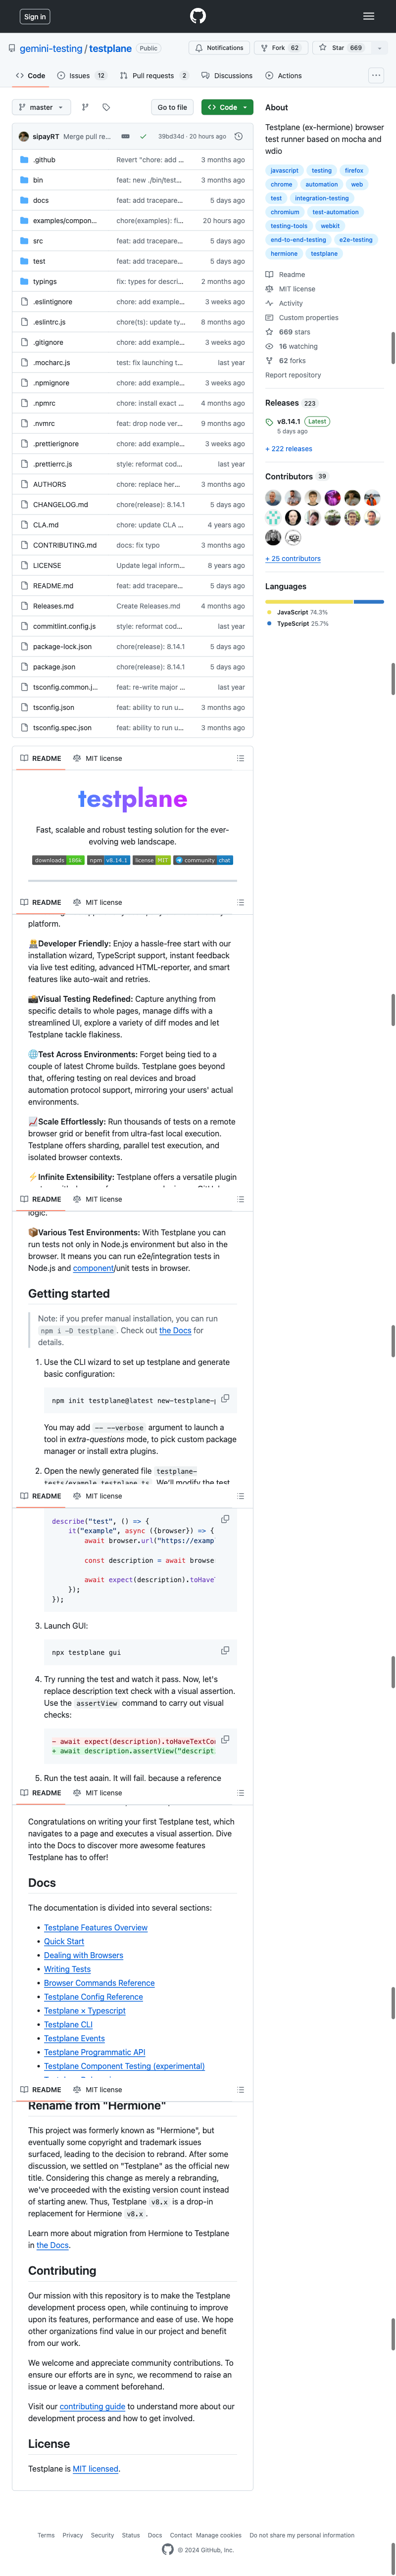 Sign in
gemini-testing / testplane Public
Notifications Fork 62 Star 669
Code Issues 12 Pull requests 2 Discussions Actions
master Go to file Code
sipayRT Merge pull re... 39bd34d · 20 hours ago
.github Revert "chore: add ... 3 months ago
bin feat: new ./bin/test... 3 months ago
docs feat: add tracepare... 5 days ago
examples/compon... chore(examples): fi... 20 hours ago
src feat: add tracepare... 5 days ago
test feat: add tracepare... 5 days ago
typings fix: types for descri... 2 months ago
.eslintignore chore: add example... 3 weeks ago
.eslintrc.js chore(ts): update ty... 8 months ago
.gitignore chore: add example... 3 weeks ago
.mocharc.js test: fix launching t... last year
.npmignore chore: add example... 3 weeks ago
.npmrc chore: install exact ... 4 months ago
.nvmrc feat: drop node ver... 9 months ago
.prettierignore chore: add example... 3 weeks ago
.prettierrc.js style: reformat cod... last year
AUTHORS chore: replace her... 3 months ago
CHANGELOG.md chore(release): 8.14.1 5 days ago
CLA.md chore: update CLA ... 4 years ago
CONTRIBUTING.md docs: fix typo 3 months ago
LICENSE Update legal inform... 8 years ago
README.md feat: add tracepare... 5 days ago
Releases.md Create Releases.md 4 months ago
commitlint.config.js style: reformat cod... last year
package-lock.json chore(release): 8.14.1 5 days ago
package.json chore(release): 8.14.1 5 days ago
tsconfig.common.j... feat: re-write major ... last year
tsconfig.json feat: ability to run u... 3 months ago
tsconfig.spec.json feat: ability to run u... 3 months ago
About
Testplane (ex-hermione) browser
test runner based on mocha and
wdio
javascript testing firefox
chrome automation web
test integration-testing
chromium test-automation
testing-tools webkit
end-to-end-testing e2e-testing
hermione testplane
Readme
MIT license
Activity
Custom properties
669 stars
16 watching
62 forks
Report repository
Releases 223
v8.14.1 Latest
5 days ago
+ 222 releases
Contributors 39
+ 25 contributors
Languages
JavaScript 74.3%
TypeScript 25.7%
README MIT license
testplane
Fast, scalable and robust testing solution for the ever-
evolving web landscape.
downloads 186k npm v8.14.1 license MIT community chat
README MIT license
platform.
Developer Friendly: Enjoy a hassle-free start with our
installation wizard, TypeScript support, instant feedback
via live test editing, advanced HTML-reporter, and smart
features like auto-wait and retries.
Visual Testing Redefined: Capture anything from
specific details to whole pages, manage diffs with a
streamlined UI, explore a variety of diff modes and let
Testplane tackle flakiness.
Test Across Environments: Forget being tied to a
couple of latest Chrome builds. Testplane goes beyond
that, offering testing on real devices and broad
automation protocol support, mirroring your users' actual
environments.
Scale Effortlessly: Run thousands of tests on a remote
browser grid or benefit from ultra-fast local execution.
Testplane offers sharding, parallel test execution, and
isolated browser contexts.
Infinite Extensibility: Testplane offers a versatile plugin
README MIT license
logic.
Various Test Environments: With Testplane you can
run tests not only in Node.js environment but also in the
browser. It means you can run e2e/integration tests in
Node.js and component/unit tests in browser.
Getting started
Note: if you prefer manual installation, you can run
npm i -D testplane. Check out the Docs for
details.
1. Use the CLI wizard to set up testplane and generate
basic configuration:
npm init testplane@latest new-testplane-p
You may add -- --verbose argument to launch a
tool in extra-questions mode, to pick custom package
manager or install extra plugins.
2. Open the newly generated file testplane-
tests/example.testplane.ts. We'll modify the test
README MIT license
describe("test", () => {
it("example", async ({browser}) => {
await browser.url("https://examp
const description = await browse
await expect(description).toHave
});
});
3. Launch GUI:
npx testplane gui
4. Try running the test and watch it pass. Now, let's
replace description text check with a visual assertion.
Use the assertView command to carry out visual
checks:
- await expect(description).toHaveTextCon
+ await description.assertView("descripti
5. Run the test again. It will fail, because a reference
README MIT license
Congratulations on writing your first Testplane test, which
navigates to a page and executes a visual assertion. Dive
into the Docs to discover more awesome features
Testplane has to offer!
Docs
The documentation is divided into several sections:
Testplane Features Overview
Quick Start
Dealing with Browsers
Writing Tests
Browser Commands Reference
Testplane Config Reference
Testplane × Typescript
Testplane CLI
Testplane Events
Testplane Programmatic API
Testplane Component Testing (experimental)
README MIT license
Rename from "Hermione"
This project was formerly known as "Hermione", but
eventually some copyright and trademark issues
surfaced, leading to the decision to rebrand. After some
discussion, we settled on "Testplane" as the official new
title. Considering this change as merely a rebranding,
we've proceeded with the existing version count instead
of starting anew. Thus, Testplane v8.x is a drop-in
replacement for Hermione v8.x.
Learn more about migration from Hermione to Testplane
in the Docs.
Contributing
Our mission with this repository is to make the Testplane
development process open, while continuing to improve
upon its features, performance and ease of use. We hope
other organizations find value in our project and benefit
from our work.
We welcome and appreciate community contributions. To
ensure our efforts are in sync, we recommend to raise an
issue or leave a comment beforehand.
Visit our contributing guide to understand more about our
development process and how to get involved.
License
Testplane is MIT licensed.
Terms Privacy Security Status Docs Contact Manage cookies Do not share my personal information
© 2024 GitHub, Inc.